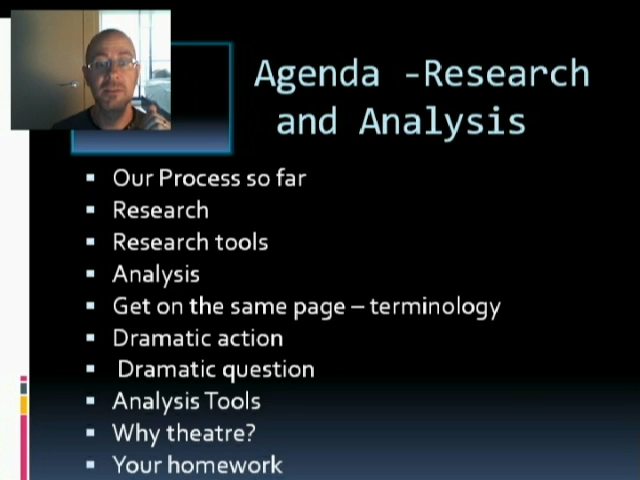 Agenda -Research
and Analysis
Our Process so far
Research
Research tools
Analysis
Get on the same page – terminology
Dramatic action
Dramatic question
Analysis Tools
Why theatre?
Your homework